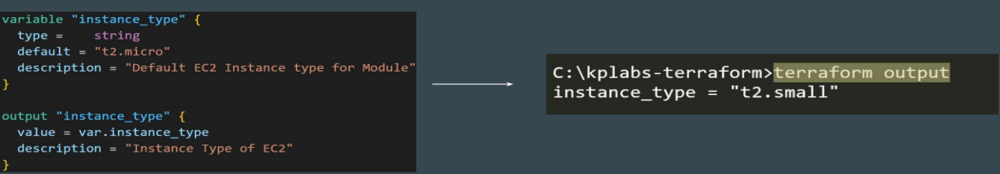 variable "instance_type" {
  type =    string
  default = "t2.micro"
  description = "Default EC2 Instance type for Module"
}

output "instance_type" {
  value = var.instance_type
  description = "Instance Type of EC2"
}
C:\kplabs-terraform>terraform output
instance_type = "t2.small"